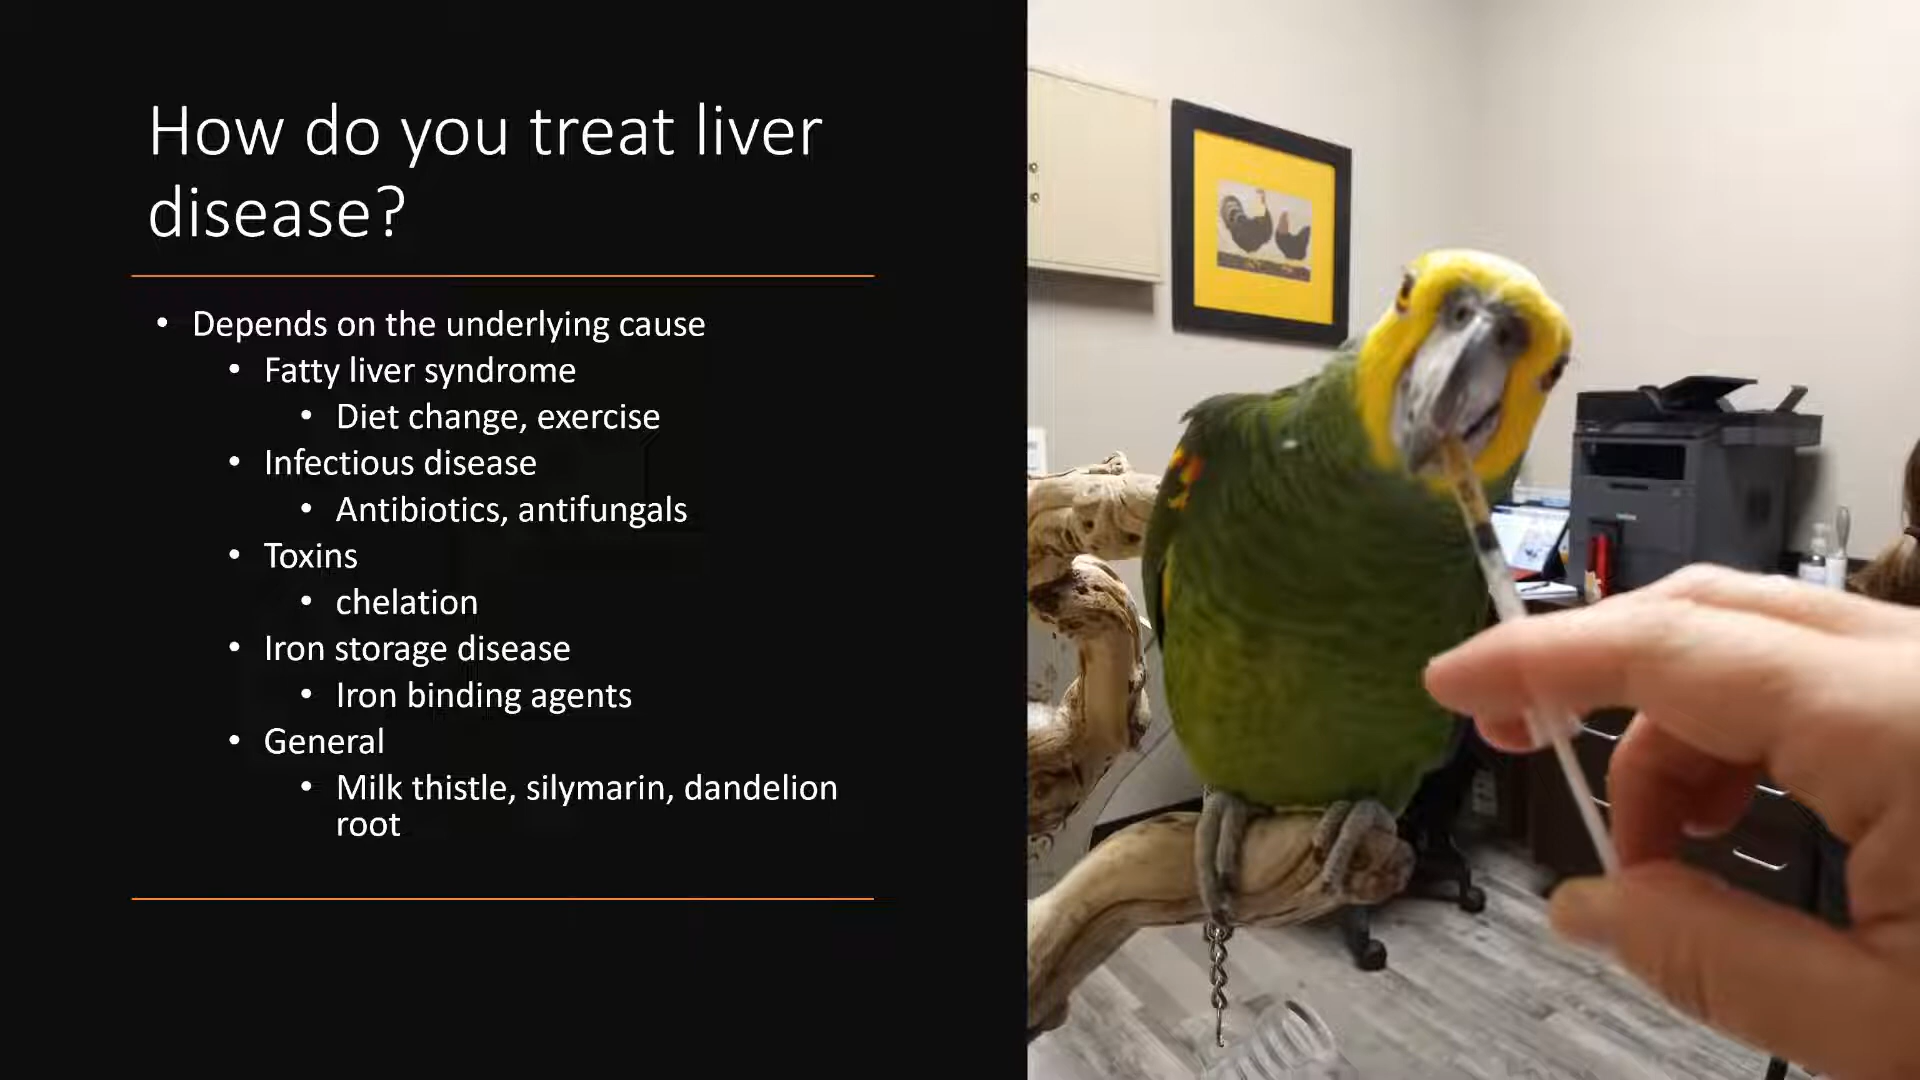 How do you treat liver
disease?
• Depends on the underlying cause
• Fatty liver syndrome
• Diet change, exercise
• Infectious disease
• Antibiotics, antifungals
• Toxins
• chelation
• Iron storage disease
• Iron binding agents
• General
• Milk thistle, silymarin, dandelion
root